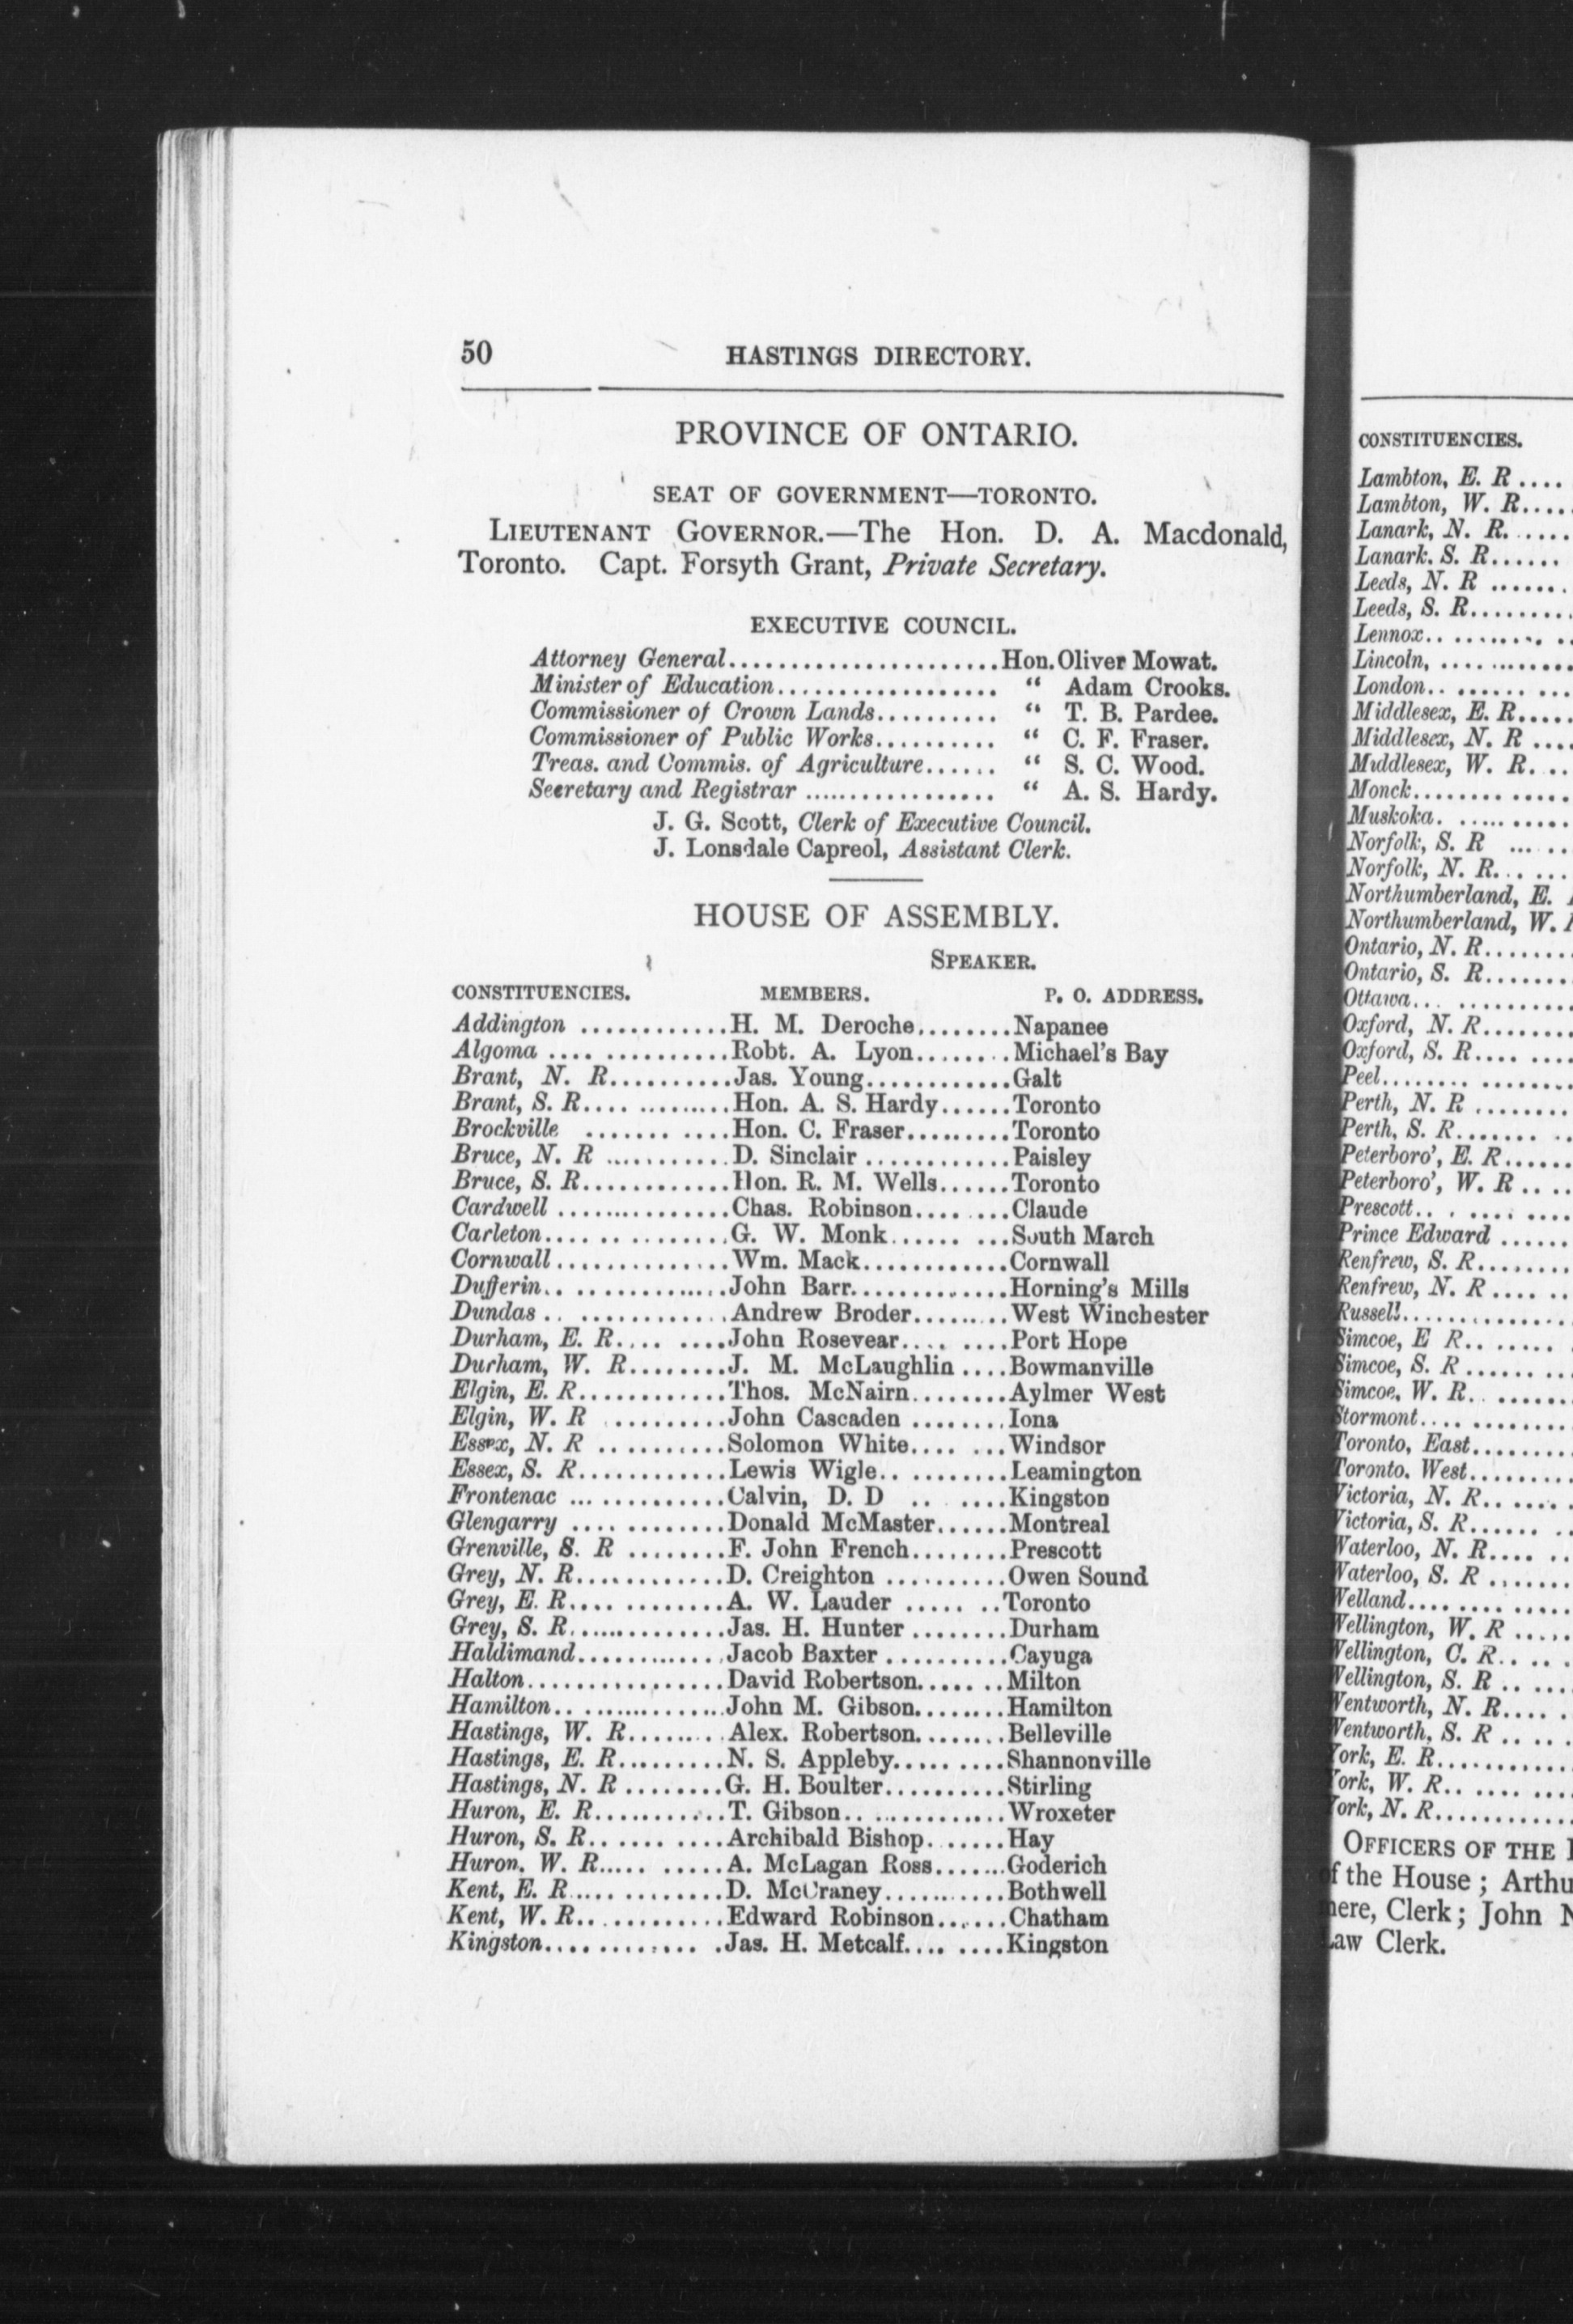 50 HASTINGS DIRECTORY.
PROVINCE OF ONTARIO.
SEAT OF GOVERNMENT—TORONTO.
LIEUTENANT GOVERNOR.—The Hon. D. A. Macdonald,
Toronto. Capt. Forsyth Grant, Private Secretary.
EXECUTIVE COUNCIL.
Attorney General......................Hon. Oliver Mowat.
Minister of Education.................. “ Adam Crooks.
Commissioner of Crown Lands.......... “ T. B. Pardee.
Commissioner of Public Works.......... “ C. F. Fraser.
Treas. and Commis. of Agriculture...... “ S. C. Wood.
Secretary and Registrar ................. “ A. S. Hardy.
J. G. Scott, Clerk of Executive Council.
J. Lonsdale Capreol, Assistant Clerk.
HOUSE OF ASSEMBLY.
SPEAKER.
CONSTITUENCIES. MEMBERS. P. O. ADDRESS.
Addington ............H. M. Deroche........Napanee
Algoma ..............Robt. A. Lyon........Michael's Bay
Brant, N. R..........Jas. Young............Galt
Brant, S. R.............Hon. A. S. Hardy......Toronto
Brockville ...........Hon. C. Fraser.........Toronto
Bruce, N. R ...........D. Sinclair ............Paisley
Bruce, S. R............Hon. R. M. Wells......Toronto
Cardwell ..............Chas. Robinson........Claude
Carleton...............G. W. Monk.........South March
Cornwall..............Wm. Mack............Cornwall
Dufferin...............John Barr.............Horning's Mills
Dundas ..............Andrew Broder.........West Winchester
Durham, E. R........John Rosevear........Port Hope
Durham, W. R........J. M. McLaughlin ....Bowmanville
Elgin, E. R............Thos. McNairn........Aylmer West
Elgin, W. R ..........John Cascaden ........Iona
Essex, N. R ...........Solomon White.......Windsor
Essex, S. R............Lewis Wigle...........Leamington
Frontenac ..............Calvin, D. D ......Kingston
Glengarry ............Donald McMaster......Montreal
Grenville, S. R ........F. John French........Prescott
Grey, N. R............D. Creighton ..........Owen Sound
Grey, E. R.............A. W. Lauder .......Toronto
Grey, S. R.............Jas. H. Hunter ........Durham
Haldimand............Jacob Baxter ..........Cayuga
Halton................David Robertson.......Milton
Hamilton..............John M. Gibson........Hamilton
Hastings, W. R........Alex. Robertson........Belleville
Hastings, E. R.........N. S. Appleby.........Shannonville
Hastings, N. R ........G. H. Boulter..........Stirling
Huron, E. R...........T. Gibson..............Wroxeter
Huron, S. R...........Archibald Bishop.......Hay
Huron. W. R..........A. McLagan Ross.......Goderich
Kent, E. R.............D. McCraney..........Bothwell
Kent, W. R............Edward Robinson......Chatham
Kingston.............Jas. H. Metcalf........Kingston
CONSTITUENCIES.
Lambton, E. R ....
Lambton, W. R....
Lanark, N. R......
Lanark. S. R......
Leeds, N. R .......
Leeds, S. R.........
Lennox............
Lincoln, ............
London............
Middlesex, E. R.....
Middlesex, N. R ....
Middlesex, W. R....
Monck.............
Muskoka...........
Norfolk, S. R ......
Norfolk, N. R......
Northumberland, E.
Northumberland, W.
Ontario, N. R........
Ontario, S. R.......
Ottawa............
Oxford, N. R........
Oxford, S. R........
Peel................
Perth, N. R ........
Perth, S. R.........
Peterboro', E. R......
Peterboro', W. R ....
Prescott...........
Prince Edward ......
Renfrew, S. R........
Renfrew, N. R ......
Russell..............
Simcoe, E R........
Simcoe, S. R ........
Simcoe, W. R........
Stormont............
Toronto, East.........
Toronto. West.........
Victoria, N. R.......
Victoria, S. R........
Waterloo, N. R......
Waterloo, S. R .......
Welland.............
Wellington, W. R .....
Wellington, C. R.....
Wellington, S. R .....
Wentworth, N. R.....
Wentworth, S. R .....
York, E. R...........
York, W. R..........
York, N. R...........
OFFICERS OF THE
of the House ; Arthu
mere, Clerk ; John
Law Clerk.